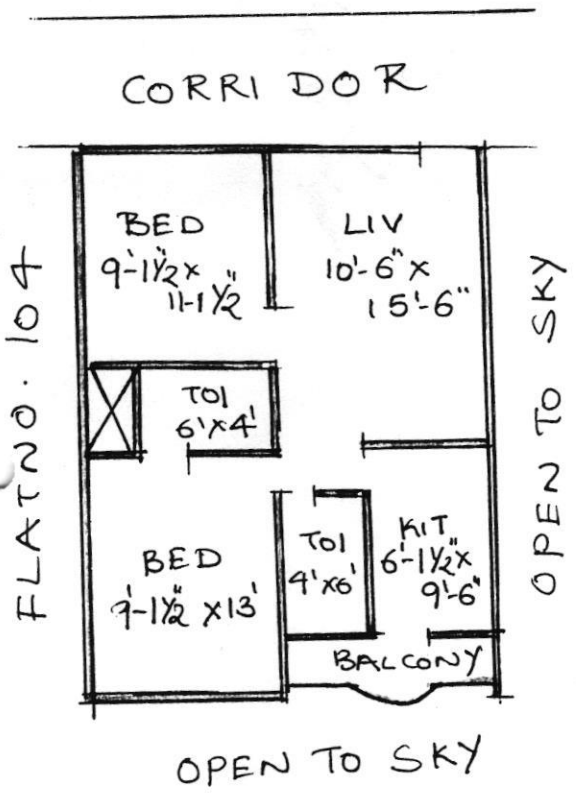 CORRIDOR
BED
9'-1½" x
11-1½"
LIV
10'-6" x
15'-6"
FLAT NO. 104
OPEN TO SKY
TOI
6' x 4'
BED
9'-1½" x 13'
TOI
4' x 6'
KIT
6'-1½" x
9'-6"
BALCONY
OPEN TO SKY